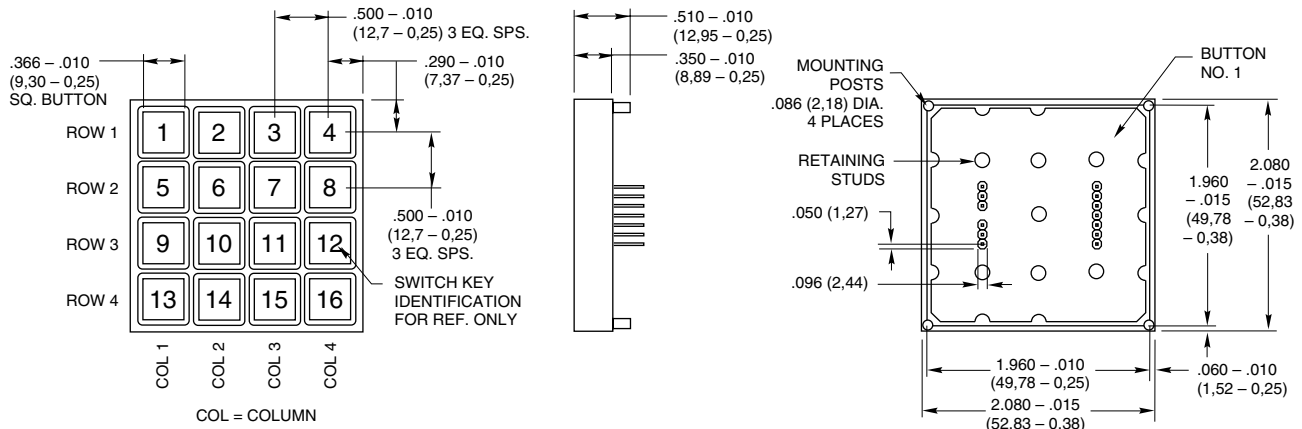 .500 – .010
(12,7 – 0,25) 3 EQ. SPS.
.366 – .010
(9,30 – 0,25)
SQ. BUTTON
.290 – .010
(7,37 – 0,25)
ROW 1
1 2 3 4
ROW 2
5 6 7 8
.500 – .010
(12,7 – 0,25)
3 EQ. SPS.
ROW 3
9 10 11 12
SWITCH KEY
IDENTIFICATION
FOR REF. ONLY
ROW 4
13 14 15 16
COL 1
COL 2
COL 3
COL 4
COL = COLUMN
.510 – .010
(12,95 – 0,25)
.350 – .010
(8,89 – 0,25)
MOUNTING
POSTS
.086 (2,18) DIA.
4 PLACES
BUTTON
NO. 1
RETAINING
STUDS
.050 (1,27)
.096 (2,44)
1.960
– .015
(49,78
– 0,38)
2.080
– .015
(52,83
– 0,38)
1.960 – .010
(49,78 – 0,25)
.060 – .010
(1,52 – 0,25)
2.080 – .015
(52,83 – 0,38)